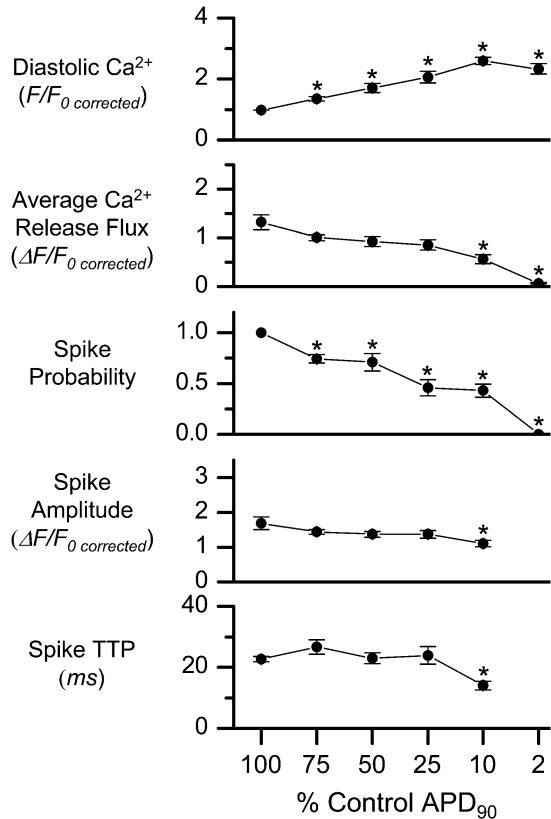 Diastolic Ca2+
(F/F0 corrected)
4
2
0
* * * * *
Average Ca2+
Release Flux
(ΔF/F0 corrected)
2
1
0
* *
Spike
Probability
1.0
0.5
0.0
* * * * *
Spike
Amplitude
(ΔF/F0 corrected)
3
2
1
0
*
Spike TTP
(ms)
40
20
0
*
100 75 50 25 10 2
% Control APD90